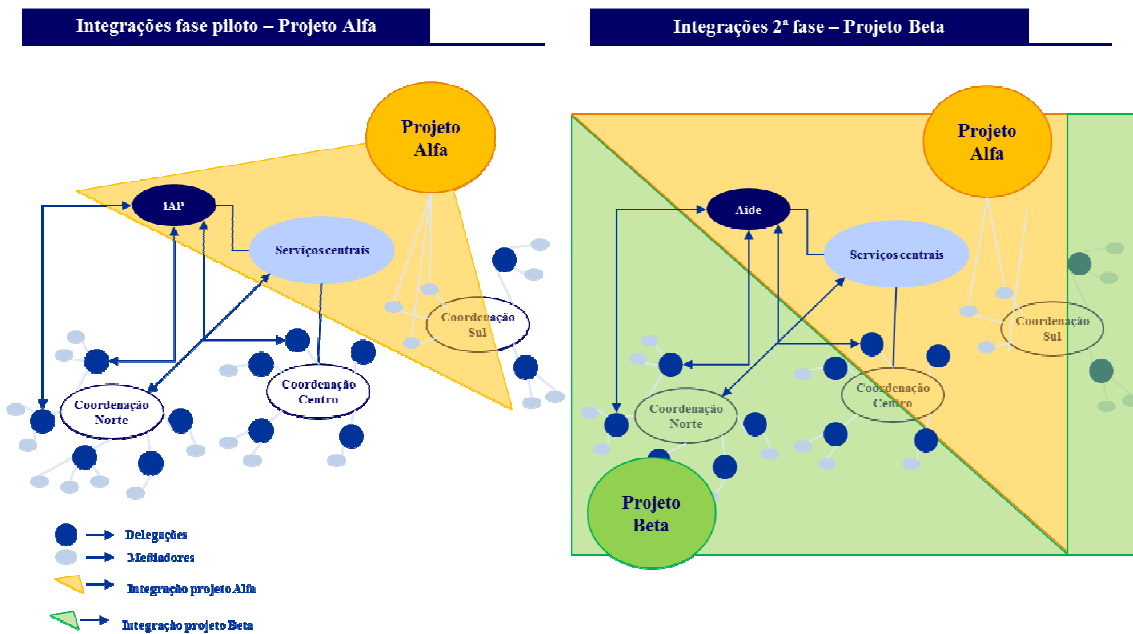 Integrações fase piloto – Projeto Alfa
Projeto
Alfa
IAP
Serviços centrais
Coordenação
Sul
Coordenação
Centro
Coordenação
Norte
Delegações
Mediadores
Integração projeto Alfa
Integração projeto Beta
Integrações 2ª fase – Projeto Beta
Projeto
Alfa
Aide
Serviços centrais
Coordenação
Sul
Coordenação
Centro
Coordenação
Norte
Projeto
Beta